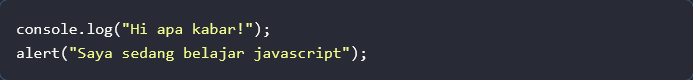 console.log("Hi apa kabar!");
alert("Saya sedang belajar javascript");